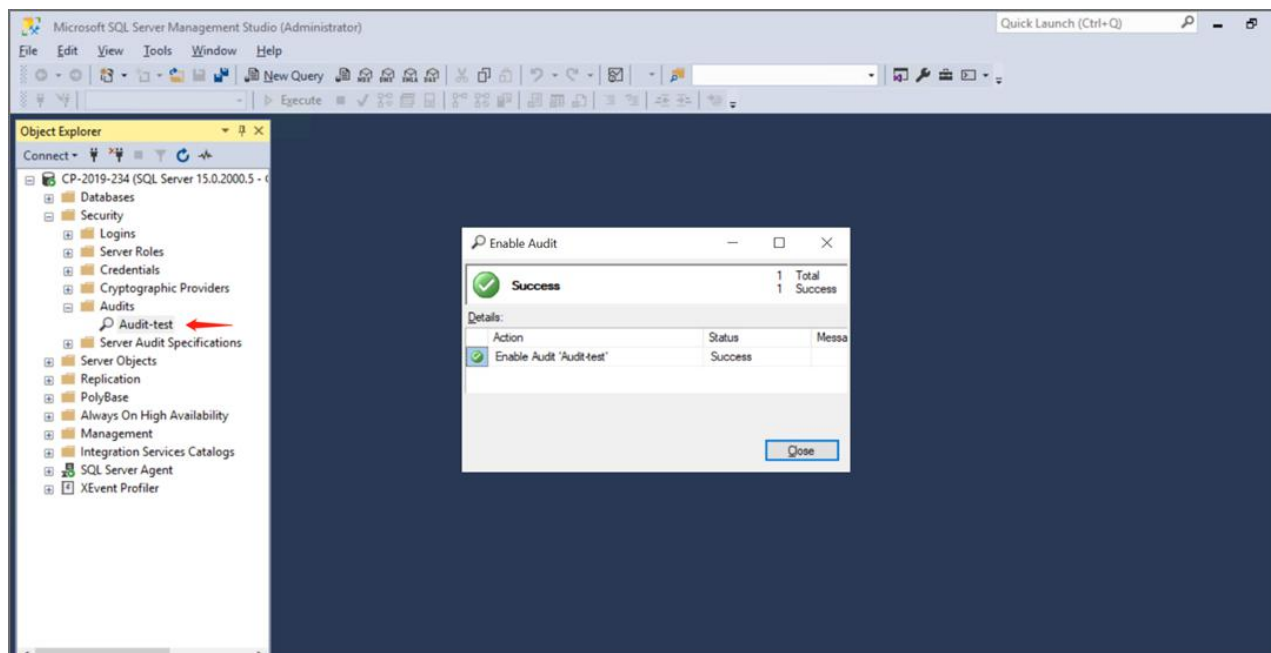 Microsoft SQL Server Management Studio (Administrator)
Quick Launch (Ctrl+Q)
File Edit View Tools Window Help
New Query
Execute
Object Explorer
Connect
CP-2019-234 (SQL Server 15.0.2000.5 -
Databases
Security
Logins
Server Roles
Credentials
Cryptographic Providers
Audits
Audit-test
Server Audit Specifications
Server Objects
Replication
PolyBase
Always On High Availability
Management
Integration Services Catalogs
SQL Server Agent
XEvent Profiler
Enable Audit
Success
1 Total
1 Success
Details:
Action Status Messa
Enable Audit 'Audit-test' Success
Close